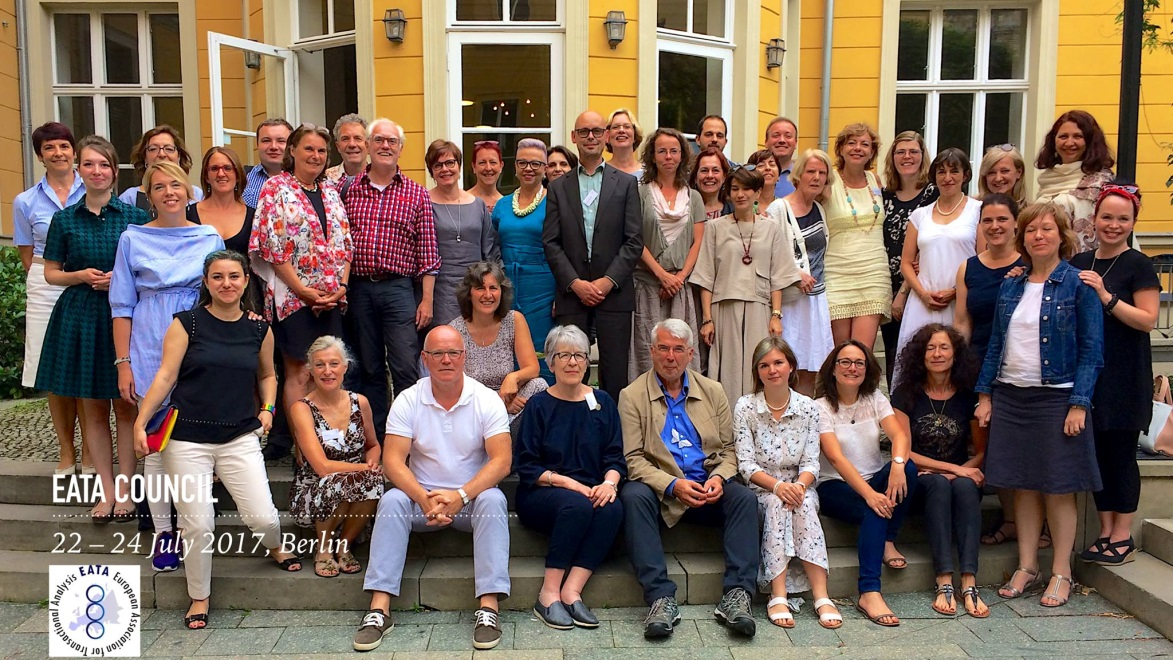 EATA COUNCIL
22 – 24 July 2017, Berlin
EATA
European Association for Transactional Analysis